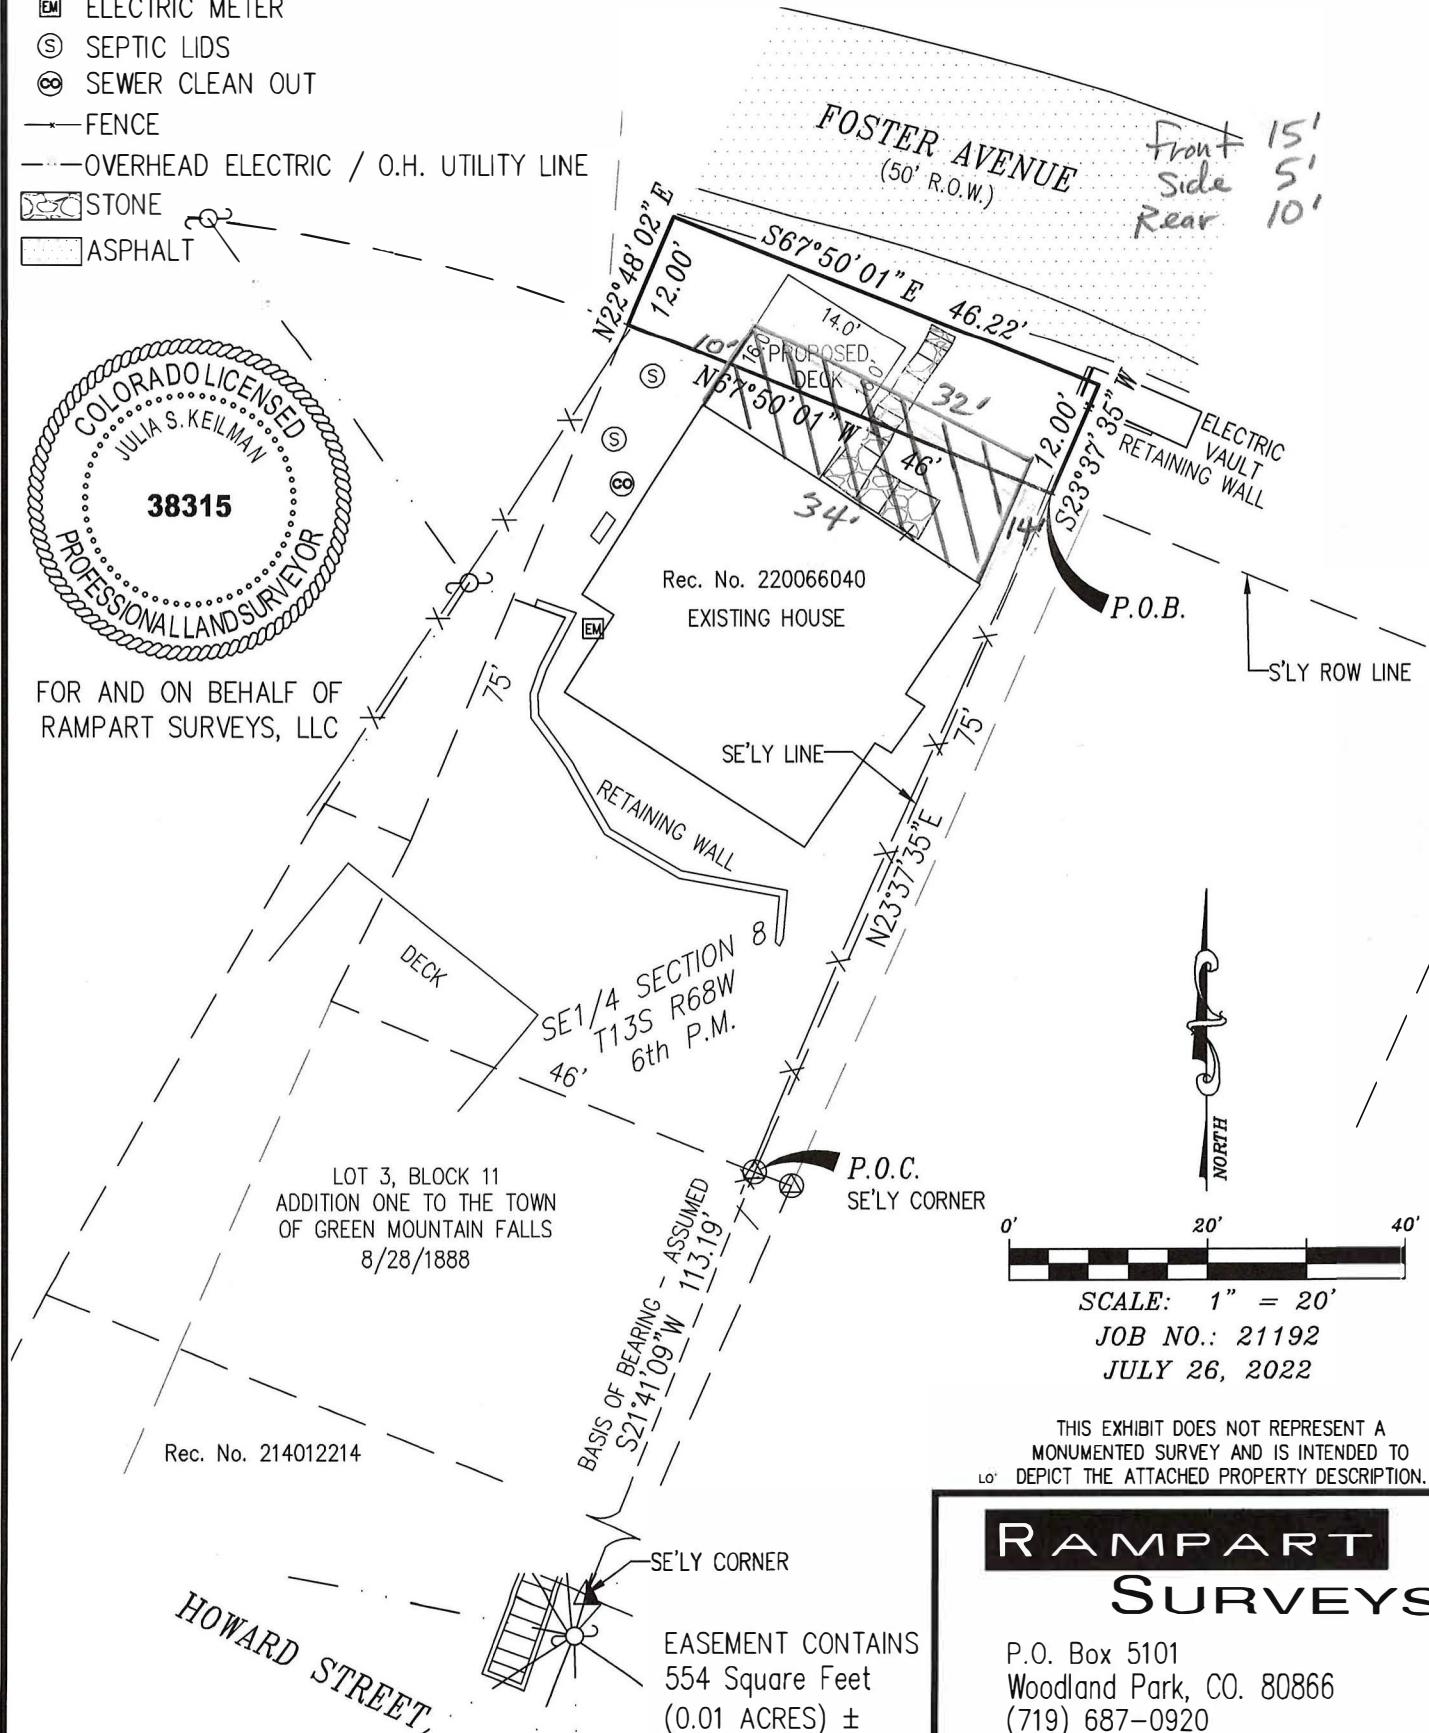 EM ELECTRIC METER
S SEPTIC LIDS
CO SEWER CLEAN OUT
FENCE
OVERHEAD ELECTRIC / O.H. UTILITY LINE
STONE
ASPHALT
FOSTER AVENUE
(50' R.O.W.)
Front 15'
Side 5'
Rear 10'
N22°48'02"E
12.00'
S67°50'01"E 46.22'
14.0'
10'
16.0'
PROPOSED
DECK
32'
N67°50'01"W
46'
34'
14'
12.00'
S23°37'35"W
ELECTRIC
VAULT
RETAINING WALL
S
S
CO
EM
Rec. No. 220066040
EXISTING HOUSE
P.O.B.
S'LY ROW LINE
COLORADO LICENSED
JULIA S. KEILMAN
38315
PROFESSIONAL LAND SURVEYOR
FOR AND ON BEHALF OF
RAMPART SURVEYS, LLC
75'
75'
SE'LY LINE
RETAINING WALL
N23°37'35"E
DECK
SE1/4 SECTION 8
T13S R68W
6th P.M.
46'
P.O.C.
SE'LY CORNER
LOT 3, BLOCK 11
ADDITION ONE TO THE TOWN
OF GREEN MOUNTAIN FALLS
8/28/1888
BASIS OF BEARING - ASSUMED
S21°41'09"W 113.19'
NORTH
0' 20' 40'
SCALE: 1" = 20'
JOB NO.: 21192
JULY 26, 2022
Rec. No. 214012214
THIS EXHIBIT DOES NOT REPRESENT A
MONUMENTED SURVEY AND IS INTENDED TO
DEPICT THE ATTACHED PROPERTY DESCRIPTION.
SE'LY CORNER
HOWARD STREET
EASEMENT CONTAINS
554 Square Feet
(0.01 ACRES) ±
RAMPART
SURVEYS
P.O. Box 5101
Woodland Park, CO. 80866
(719) 687-0920